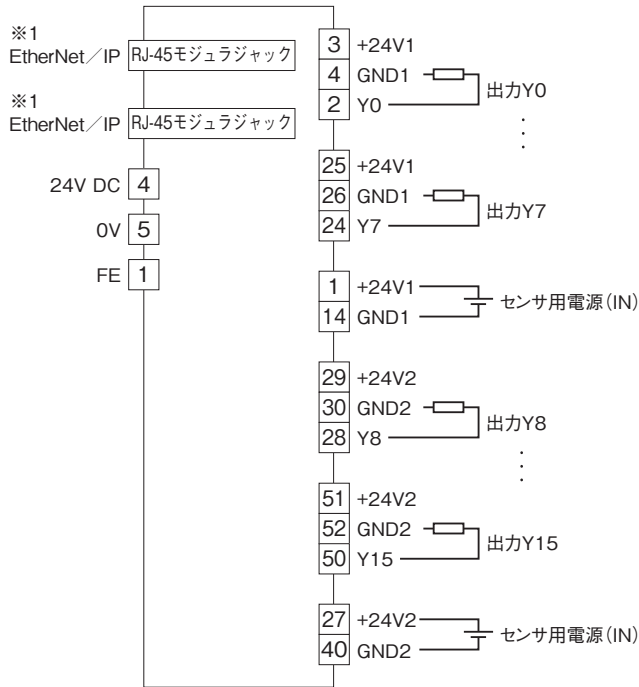 ※1
EtherNet／IP RJ-45モジュラジャック
※1
EtherNet／IP RJ-45モジュラジャック
24V DC 4
0V 5
FE 1
3 +24V1
4 GND1
2 Y0
出力Y0
25 +24V1
26 GND1
24 Y7
出力Y7
1 +24V1
14 GND1
センサ用電源（IN）
29 +24V2
30 GND2
28 Y8
出力Y8
51 +24V2
52 GND2
50 Y15
出力Y15
27 +24V2
40 GND2
センサ用電源（IN）